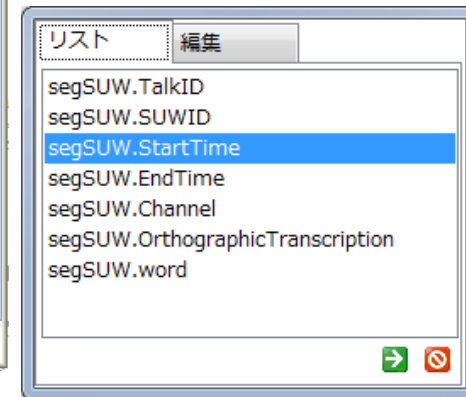 リスト 編集
segSUW.TalkID
segSUW.SUWID
segSUW.StartTime
segSUW.EndTime
segSUW.Channel
segSUW.OrthographicTranscription
segSUW.word